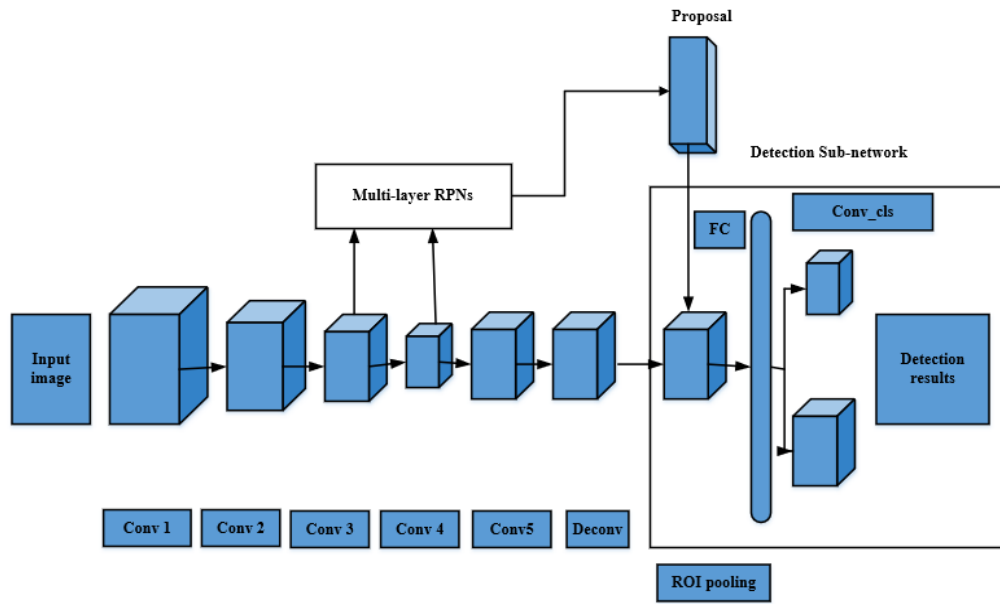 Proposal
Detection Sub-network
Multi-layer RPNs
Conv_cls
FC
Input
image
Detection
results
Conv 1
Conv 2
Conv 3
Conv 4
Conv5
Deconv
ROI pooling